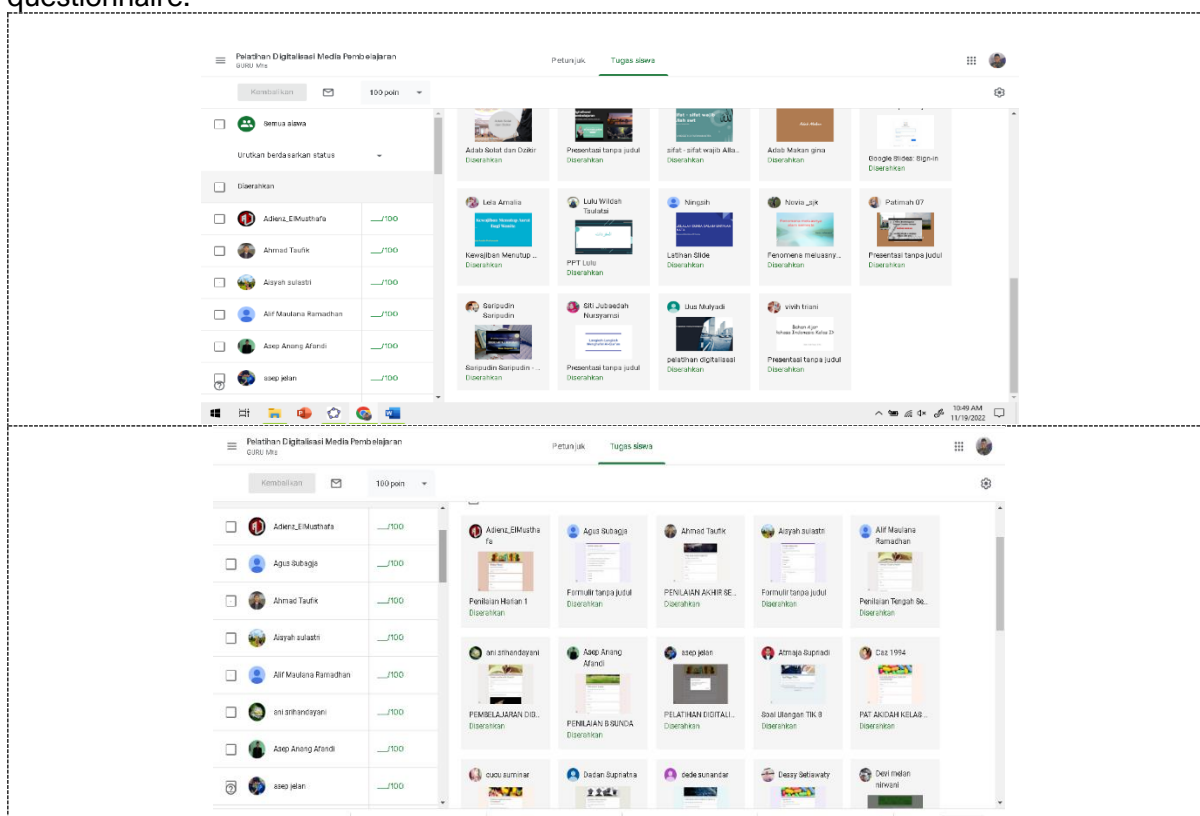 questionnaire.
Pelatihan Digitalisasi Media Pembelajaran
GURU Mts
Petunjuk
Tugas siswa
Kembalikan
100 poin
Semua siswa
Urutkan berdasarkan status
Diserahkan
Adienz_ElMusthafa
__/100
Ahmad Taufik
__/100
Aisyah sulastri
__/100
Alif Maulana Ramadhan
__/100
Asep Anang Afandi
__/100
asep jelan
__/100
Adab Solat dan Dzikir
Diserahkan
Presentasi tanpa judul
Diserahkan
sifat - sifat wajib Alla...
Diserahkan
Adab Makan gina
Diserahkan
Google Slides: Sign-in
Diserahkan
Lela Amalia
Kewajiban Menutup ...
Diserahkan
Lulu Wildah
PPT Lulu
Diserahkan
Ningsih
Latihan Slide
Diserahkan
Novia _sjk
Fenomena meluasny...
Diserahkan
Patimah 07
Presentasi tanpa judul
Diserahkan
Saripudin
Saripudin
Saripudin Saripudin - ...
Diserahkan
Siti Jubaedah
Nursyamsi
Presentasi tanpa judul
Diserahkan
Uus Mulyadi
pelatihan digitalisasi
Diserahkan
vivih triani
Bahan Ajar
Bahasa Indonesia Kelas IX
Presentasi tanpa judul
Diserahkan
10:49 AM
11/19/2022
Pelatihan Digitalisasi Media Pembelajaran
GURU Mts
Petunjuk
Tugas siswa
Kembalikan
100 poin
Adienz_ElMusthafa
__/100
Agus Subagja
__/100
Ahmad Taufik
__/100
Aisyah sulastri
__/100
Alif Maulana Ramadhan
__/100
ani srihandayani
__/100
Asep Anang Afandi
__/100
asep jelan
__/100
Adienz_ElMustha
fa
Penilaian Harian 1
Diserahkan
Agus Subagja
Formulir tanpa judul
Diserahkan
Ahmad Taufik
PENILAIAN AKHIR SE...
Diserahkan
Aisyah sulastri
Formulir tanpa judul
Diserahkan
Alif Maulana
Ramadhan
Penilaian Tengah Se...
Diserahkan
ani srihandayani
PEMBELAJARAN DIG...
Diserahkan
Asep Anang
Afandi
PENILAIAN B SUNDA
Diserahkan
asep jelan
PELATIHAN DIGITALI...
Diserahkan
Atmaja Supriadi
Soal Ulangan TIK 8
Diserahkan
Caz 1994
PAT AKIDAH KELAS ...
Diserahkan
cucu suminar
Dadan Supriatna
dede sunandar
Dessy Setiawaty
Devi melan
nirwani